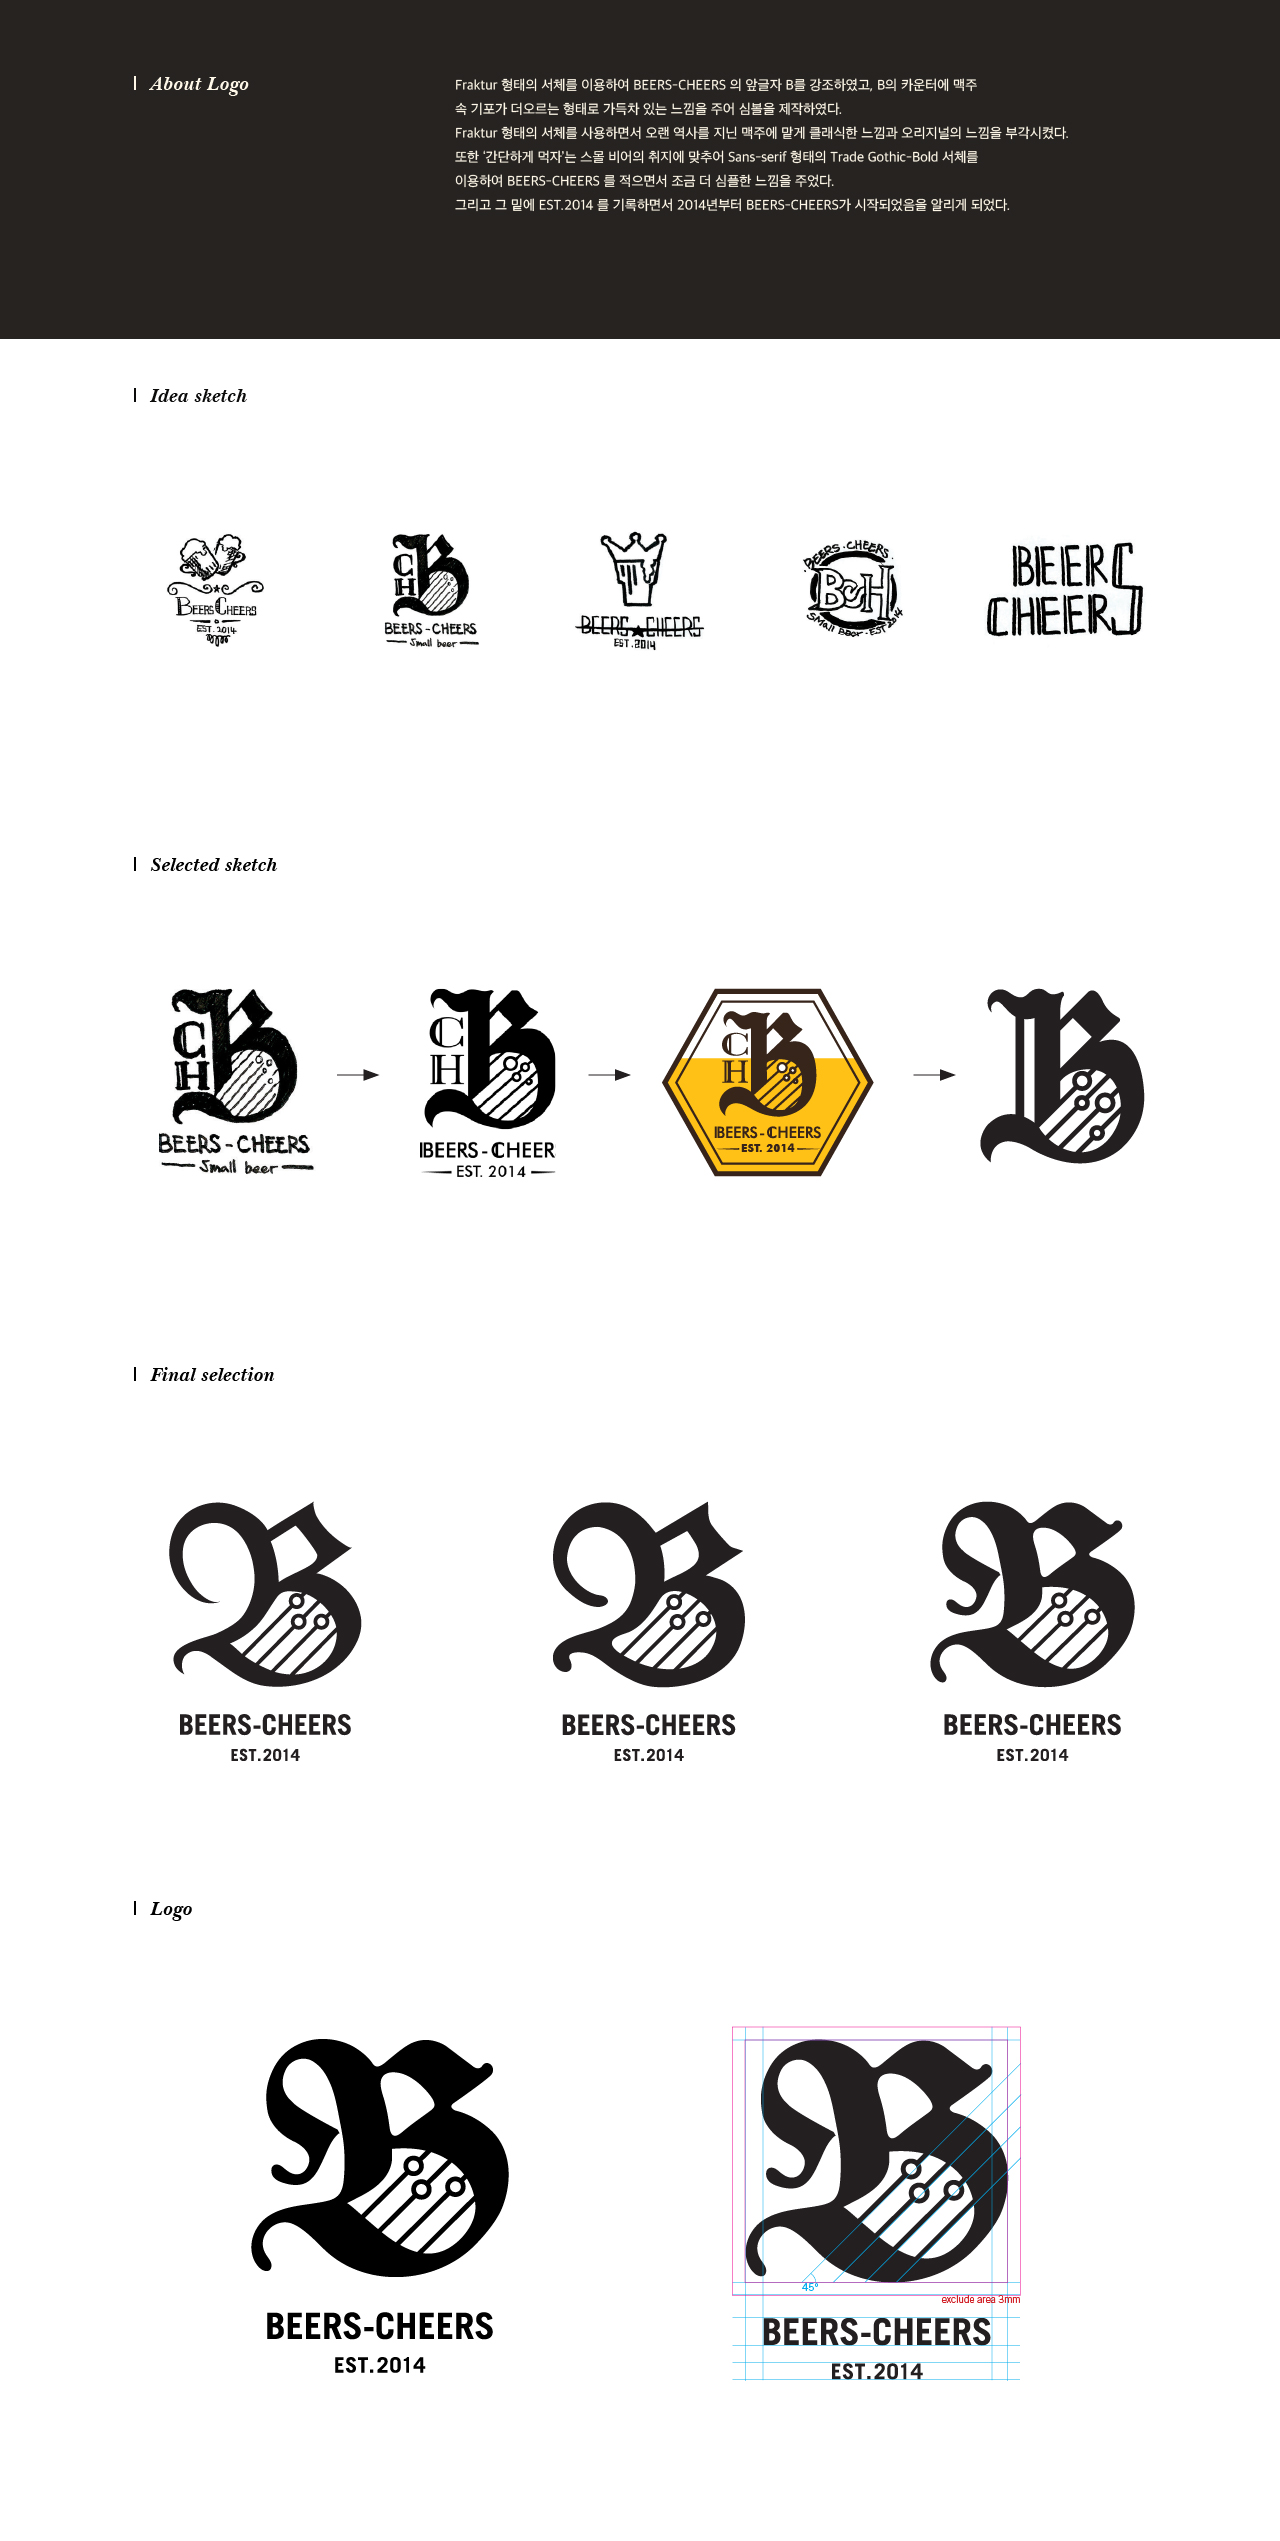 About Logo
Fraktur 형태의 서체를 이용하여 BEERS-CHEERS 의 앞글자 B를 강조하였고, B의 카운터에 맥주
속 기포가 더오르는 형태로 가득차 있는 느낌을 주어 심볼을 제작하였다.
Fraktur 형태의 서체를 사용하면서 오랜 역사를 지닌 맥주에 맡게 클래식한 느낌과 오리지널의 느낌을 부각시켰다.
또한 ‘간단하게 먹자’는 스몰 비어의 취지에 맞추어 Sans-serif 형태의 Trade Gothic-Bold 서체를
이용하여 BEERS-CHEERS 를 적으면서 조금 더 심플한 느낌을 주었다.
그리고 그 밑에 EST.2014 를 기록하면서 2014년부터 BEERS-CHEERS가 시작되었음을 알리게 되었다.
Idea sketch
BEERS CHEERS
EST. 2014
CH B
BEERS - CHEERS
Small beer
BEERS CHEERS
EST.2014
· BEERS · CHEERS ·
B&H
SMall Beer · EST 2014
BEERS
CHEERS
Selected sketch
CH B
BEERS - CHEERS
Small beer
CH B
BEERS - CHEER
EST. 2014
CH B
BEERS - CHEERS
EST. 2014
B
Final selection
B
BEERS-CHEERS
EST.2014
B
BEERS-CHEERS
EST.2014
B
BEERS-CHEERS
EST.2014
Logo
B
BEERS-CHEERS
EST.2014
B
45°
exclude area 3mm
BEERS-CHEERS
EST.2014